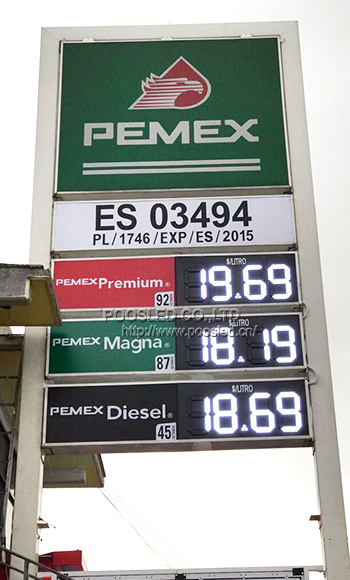 PEMEX
ES 03494
PL/1746/EXP/ES/2015
PEMEX Premium®
92
$/LITRO
19.69
POOSLED CO.,LTD
http://www.poosled.cn/
PEMEX Magna®
87
$/LITRO
18.19
PEMEX Diesel®
45
$/LITRO
18.69